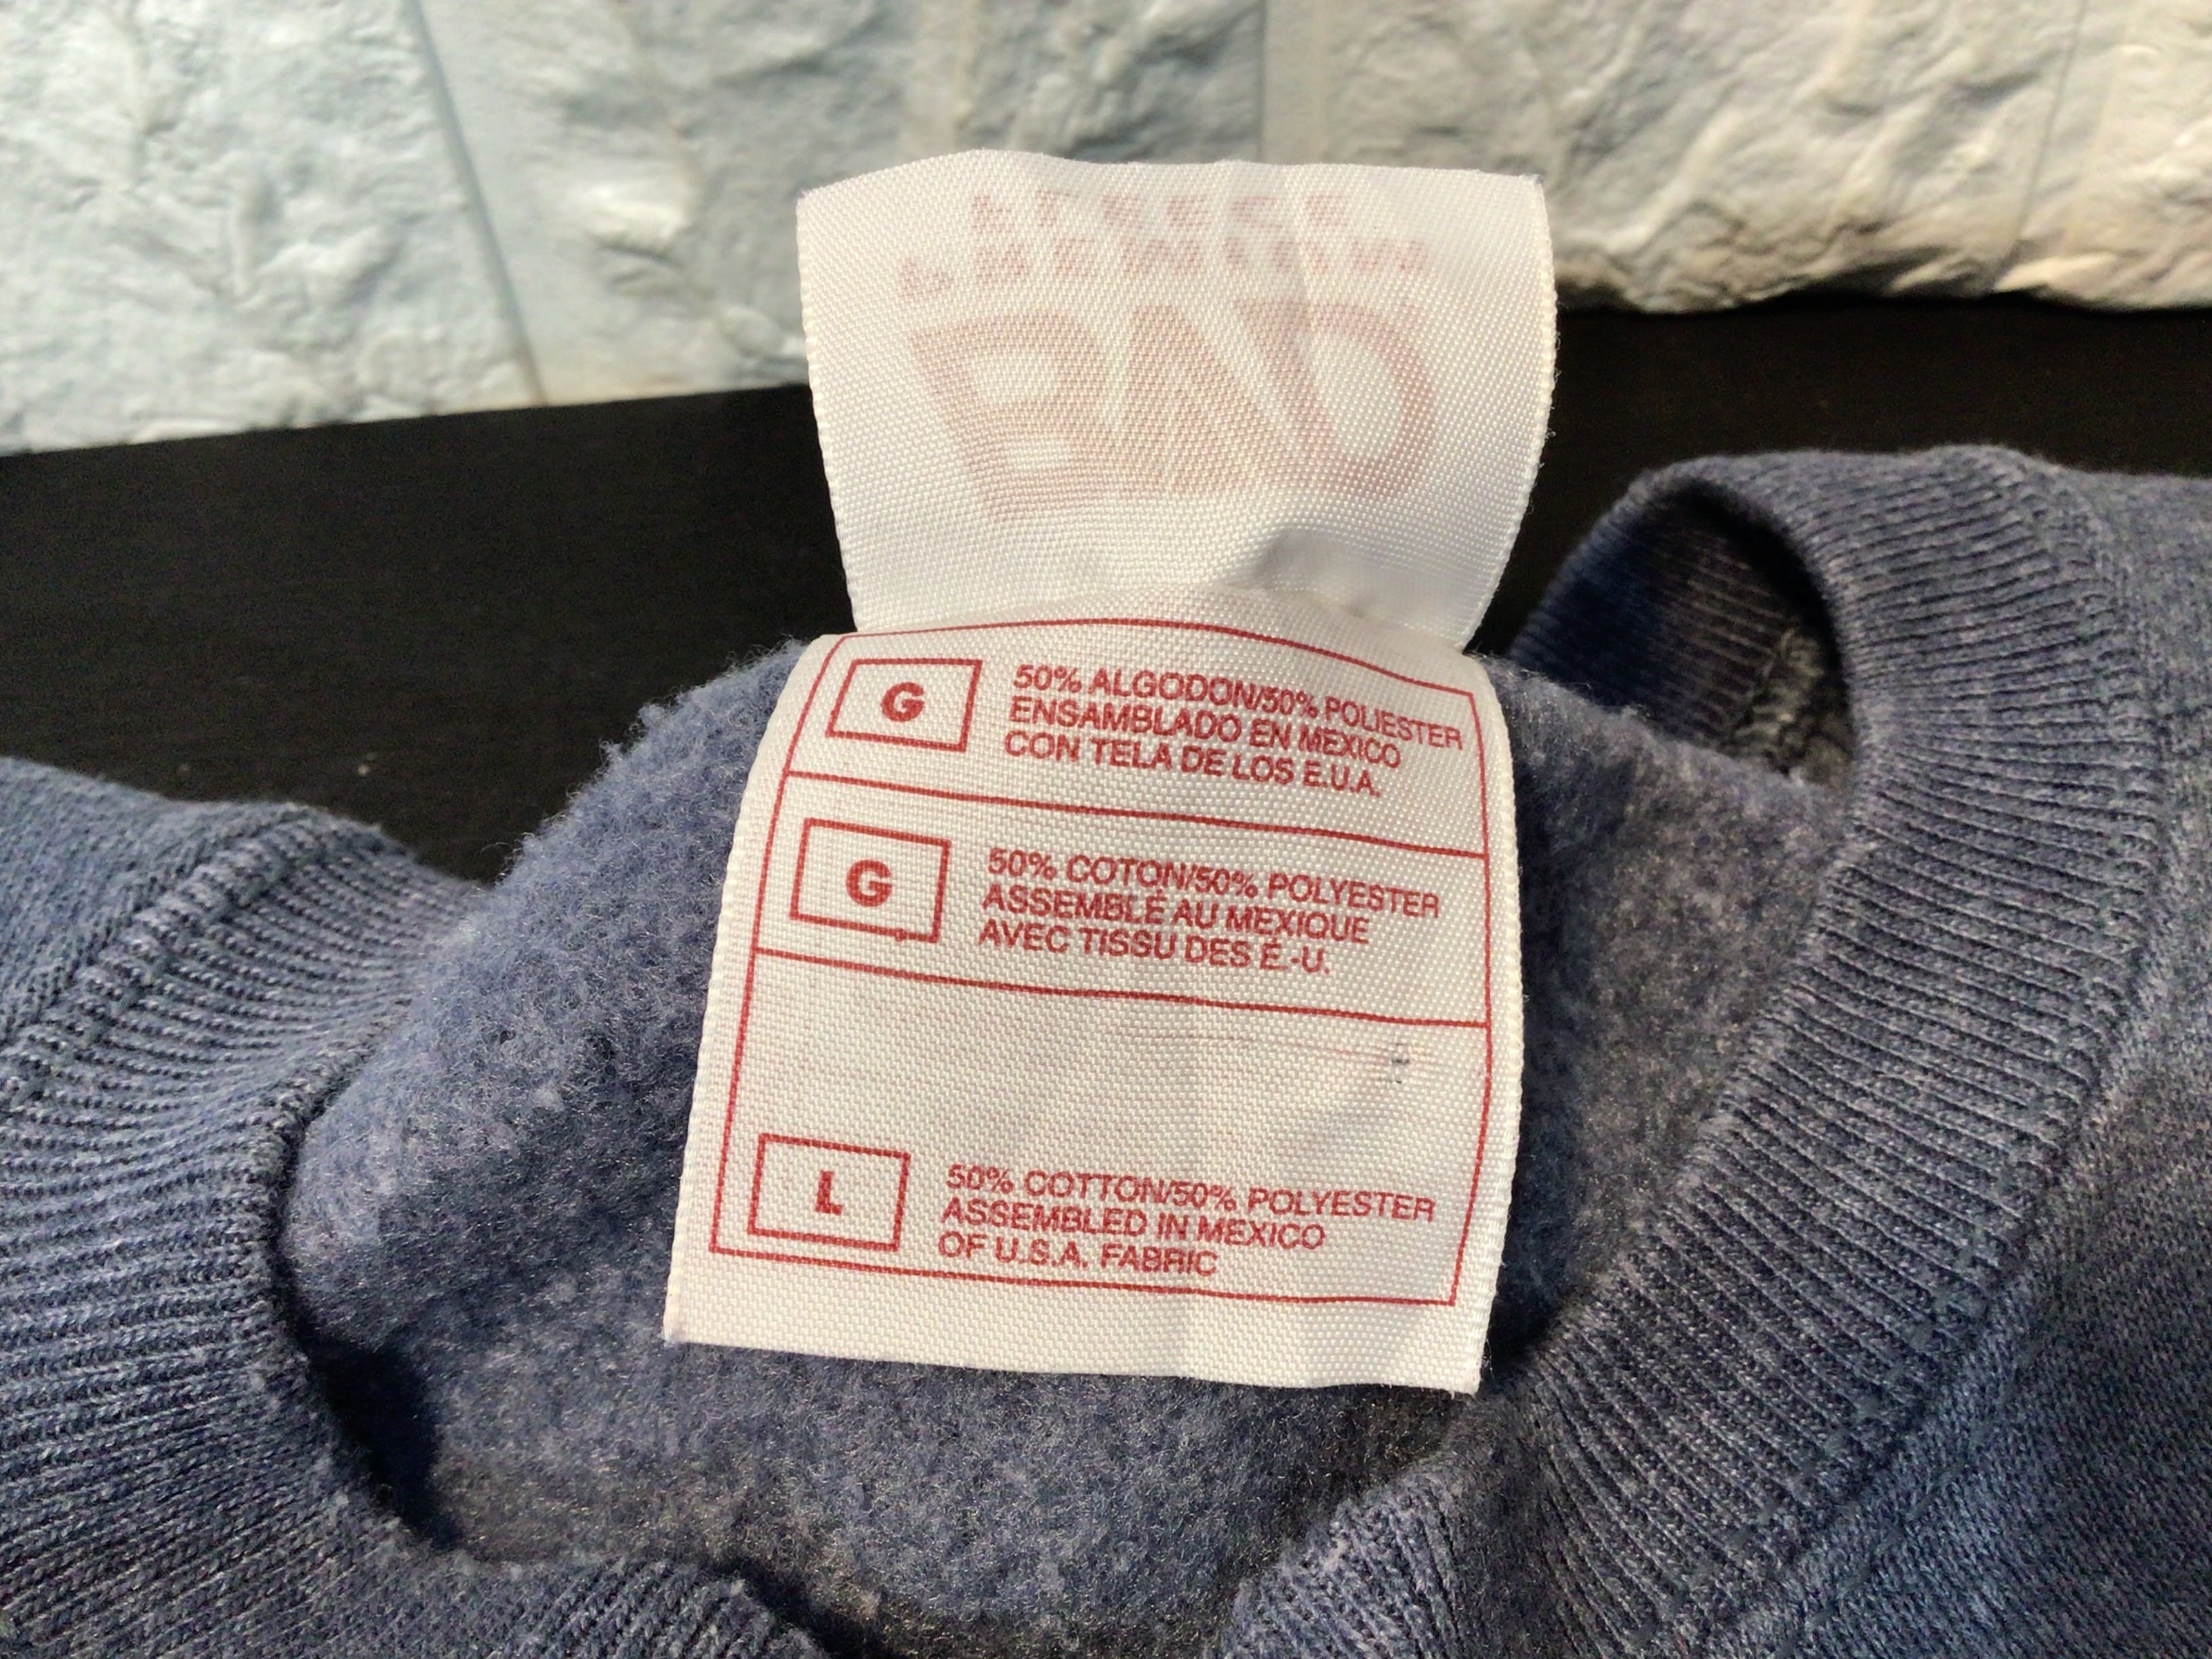 G
50% ALGODON/50% POLIESTER
ENSAMBLADO EN MEXICO
CON TELA DE LOS E.U.A.
G
50% COTON/50% POLYESTER
ASSEMBLÉ AU MEXIQUE
AVEC TISSU DES É.-U.
L
50% COTTON/50% POLYESTER
ASSEMBLED IN MEXICO
OF U.S.A. FABRIC